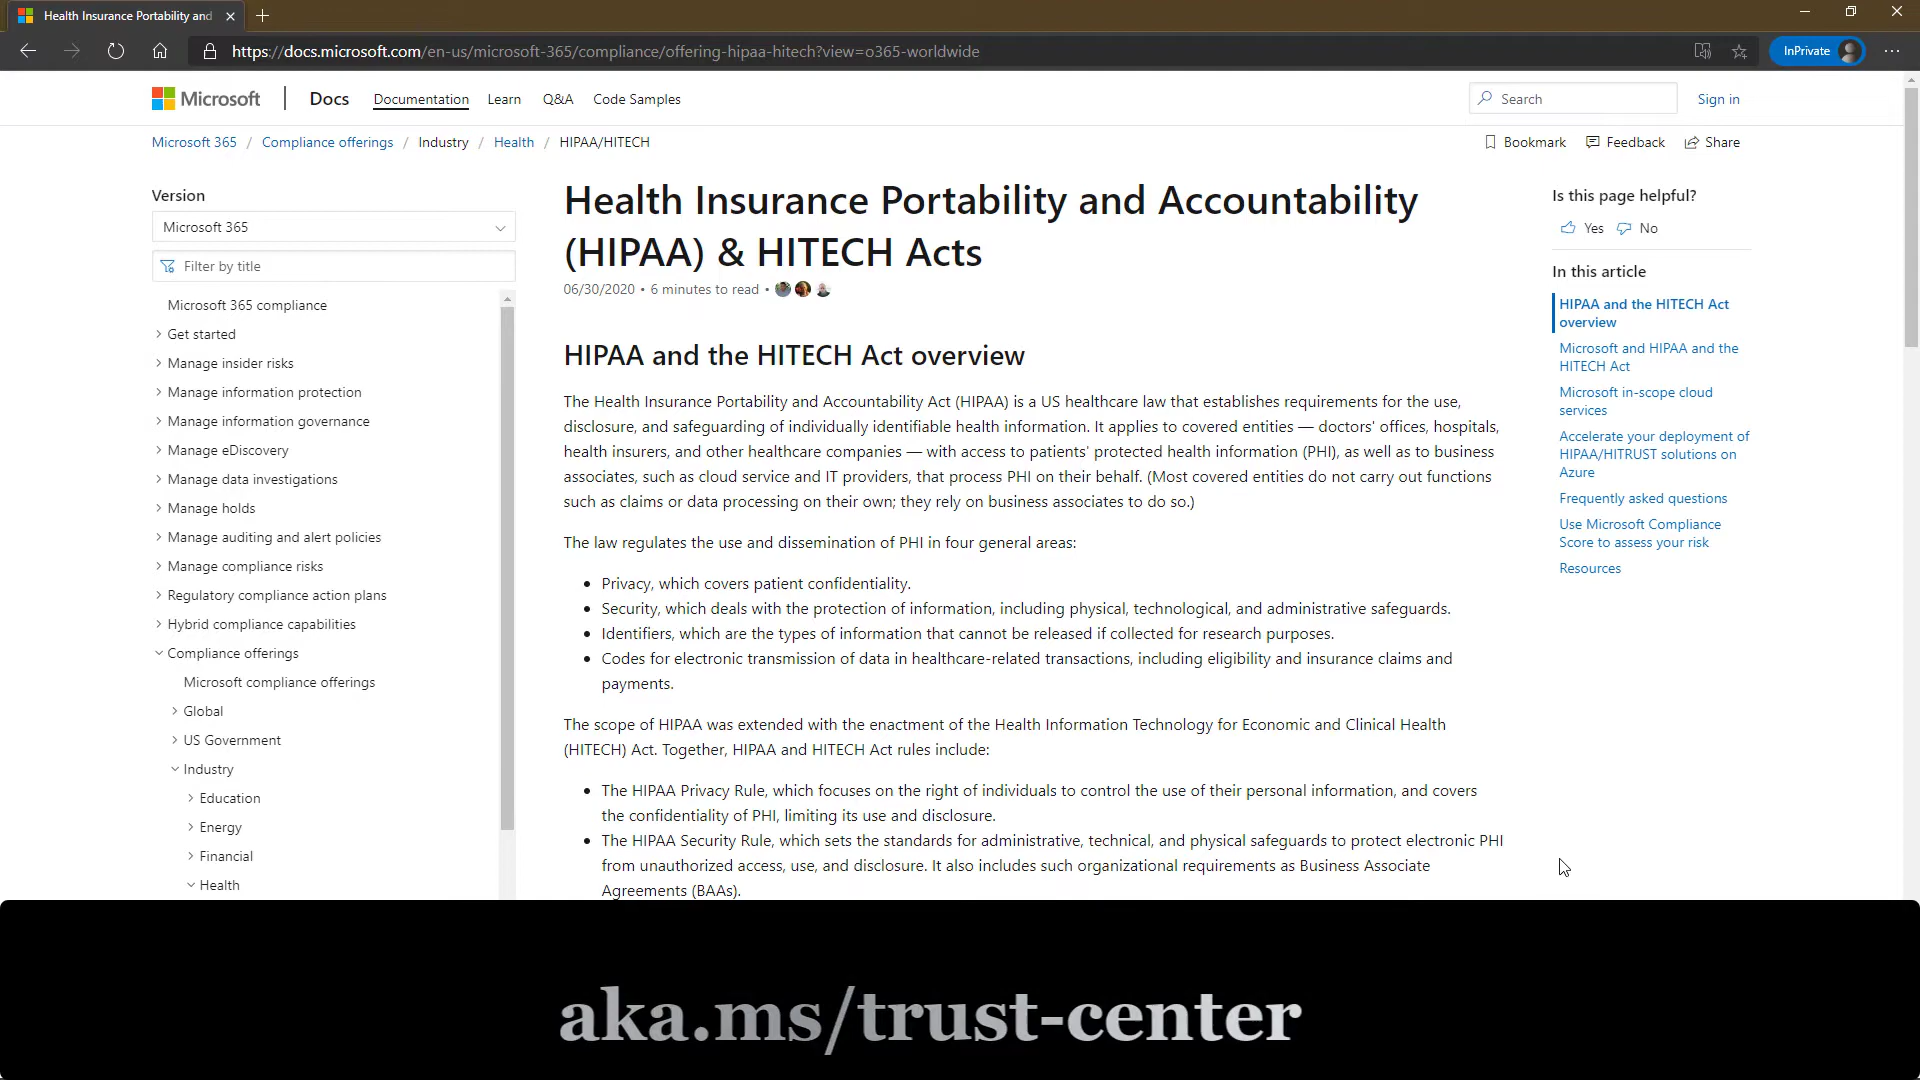 Health Insurance Portability and
https://docs.microsoft.com/en-us/microsoft-365/compliance/offering-hipaa-hitech?view=o365-worldwide
InPrivate
Microsoft
Docs
Documentation
Learn
Q&A
Code Samples
Search
Sign in
Microsoft 365 / Compliance offerings / Industry / Health / HIPAA/HITECH
Bookmark
Feedback
Share
Version
Microsoft 365
Filter by title
Microsoft 365 compliance
Get started
Manage insider risks
Manage information protection
Manage information governance
Manage eDiscovery
Manage data investigations
Manage holds
Manage auditing and alert policies
Manage compliance risks
Regulatory compliance action plans
Hybrid compliance capabilities
Compliance offerings
Microsoft compliance offerings
Global
US Government
Industry
Education
Energy
Financial
Health
Health Insurance Portability and Accountability
(HIPAA) & HITECH Acts
06/30/2020 • 6 minutes to read •
HIPAA and the HITECH Act overview
The Health Insurance Portability and Accountability Act (HIPAA) is a US healthcare law that establishes requirements for the use,
disclosure, and safeguarding of individually identifiable health information. It applies to covered entities — doctors' offices, hospitals,
health insurers, and other healthcare companies — with access to patients' protected health information (PHI), as well as to business
associates, such as cloud service and IT providers, that process PHI on their behalf. (Most covered entities do not carry out functions
such as claims or data processing on their own; they rely on business associates to do so.)
The law regulates the use and dissemination of PHI in four general areas:
• Privacy, which covers patient confidentiality.
• Security, which deals with the protection of information, including physical, technological, and administrative safeguards.
• Identifiers, which are the types of information that cannot be released if collected for research purposes.
• Codes for electronic transmission of data in healthcare-related transactions, including eligibility and insurance claims and
payments.
The scope of HIPAA was extended with the enactment of the Health Information Technology for Economic and Clinical Health
(HITECH) Act. Together, HIPAA and HITECH Act rules include:
• The HIPAA Privacy Rule, which focuses on the right of individuals to control the use of their personal information, and covers
the confidentiality of PHI, limiting its use and disclosure.
• The HIPAA Security Rule, which sets the standards for administrative, technical, and physical safeguards to protect electronic PHI
from unauthorized access, use, and disclosure. It also includes such organizational requirements as Business Associate
Agreements (BAAs).
Is this page helpful?
Yes
No
In this article
HIPAA and the HITECH Act
overview
Microsoft and HIPAA and the
HITECH Act
Microsoft in-scope cloud
services
Accelerate your deployment of
HIPAA/HITRUST solutions on
Azure
Frequently asked questions
Use Microsoft Compliance
Score to assess your risk
Resources
aka.ms/trust-center